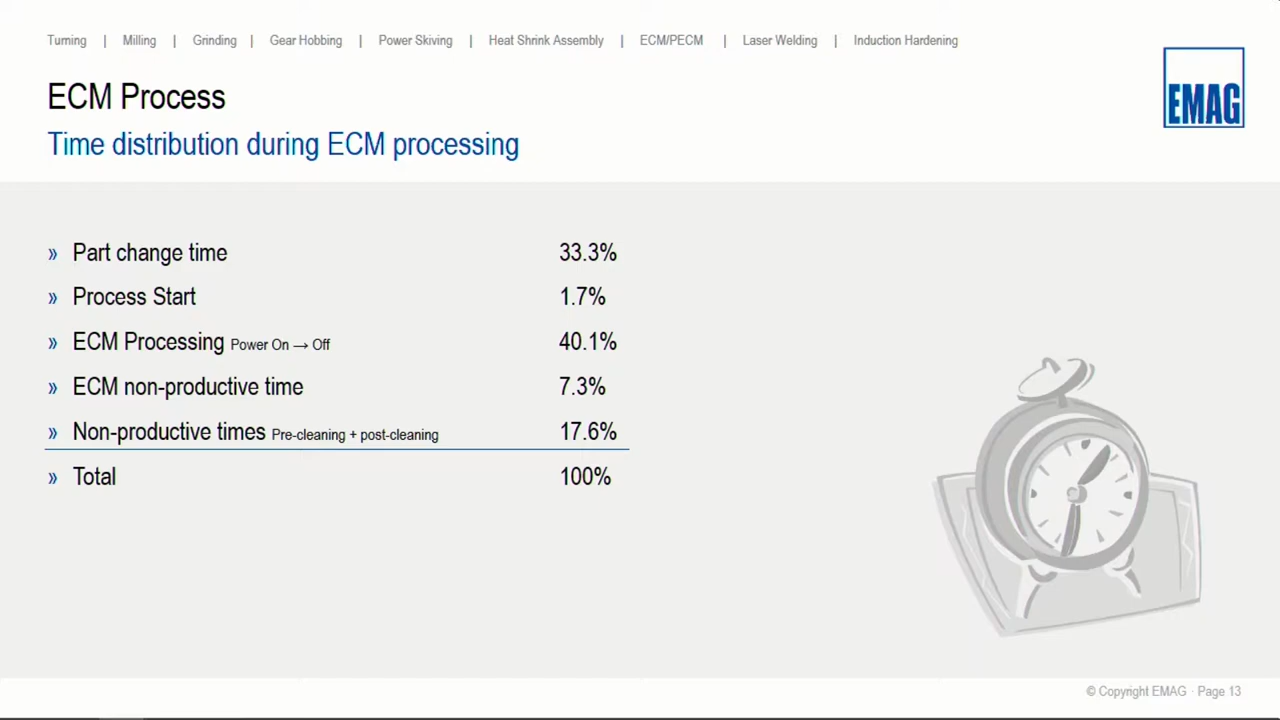 Turning | Milling | Grinding | Gear Hobbing | Power Skiving | Heat Shrink Assembly | ECM/PECM | Laser Welding | Induction Hardening
EMAG
ECM Process
Time distribution during ECM processing
» Part change time 33.3%
» Process Start 1.7%
» ECM Processing Power On → Off 40.1%
» ECM non-productive time 7.3%
» Non-productive times Pre-cleaning + post-cleaning 17.6%
» Total 100%
© Copyright EMAG · Page 13